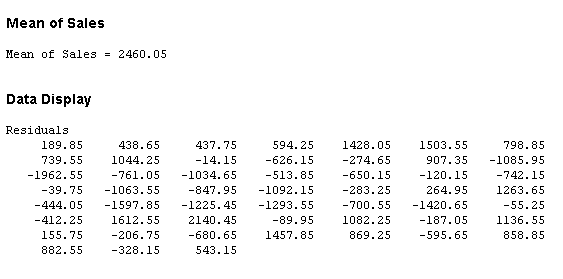 Mean of Sales
Mean of Sales = 2460.05
Data Display
Residuals
189.85 438.65 437.75 594.25 1428.05 1503.55 798.85
739.55 1044.25 -14.15 -626.15 -274.65 907.35 -1085.95
-1962.55 -761.05 -1034.65 -513.85 -650.15 -120.15 -742.15
-39.75 -1063.55 -847.95 -1092.15 -283.25 264.95 1263.65
-444.05 -1597.85 -1225.45 -1293.55 -700.55 -1420.65 -55.25
-412.25 1612.55 2140.45 -89.95 1082.25 -187.05 1136.55
155.75 -206.75 -680.65 1457.85 869.25 -595.65 858.85
882.55 -328.15 543.15